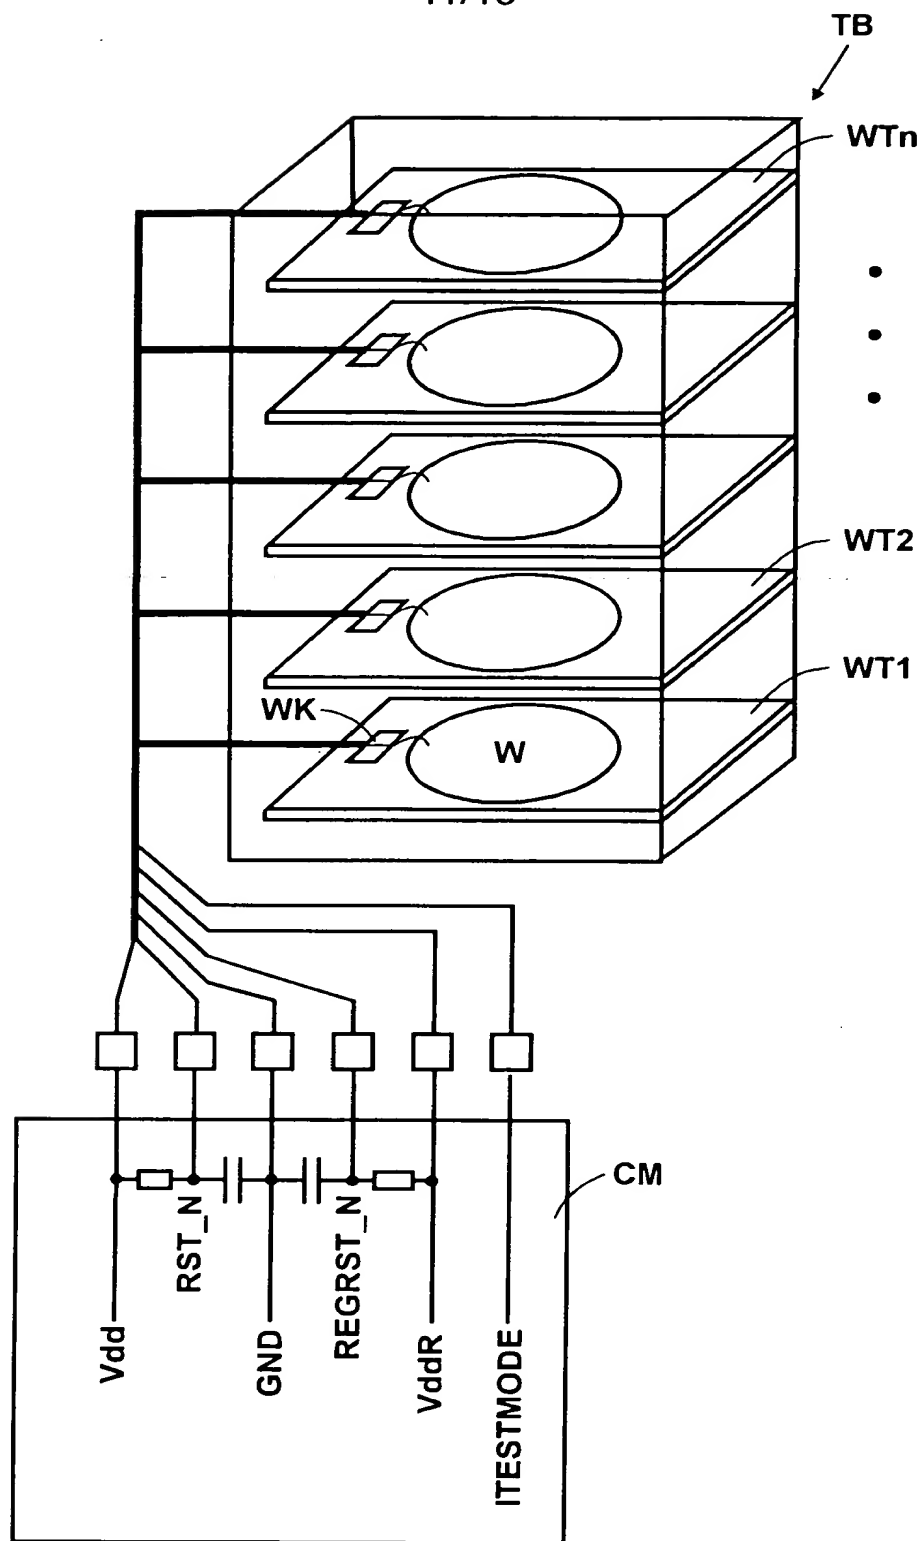 TB
WTn
WT2
WT1
WK
W
CM
Vdd
RST_N
GND
REGRST_N
VddR
ITESTMODE